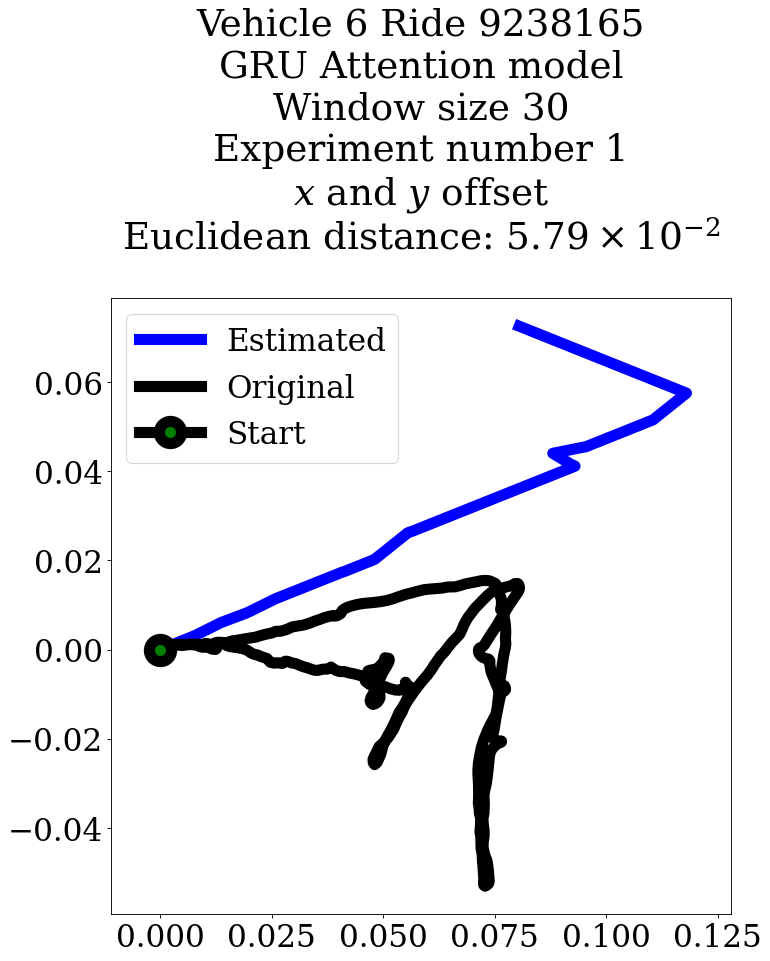 Vehicle 6 Ride 9238165
GRU Attention model
Window size 30
Experiment number 1
x and y offset
Euclidean distance: 5.79 × 10⁻²
Estimated
Original
Start
0.06
0.04
0.02
0.00
−0.02
−0.04
0.000 0.025 0.050 0.075 0.100 0.125